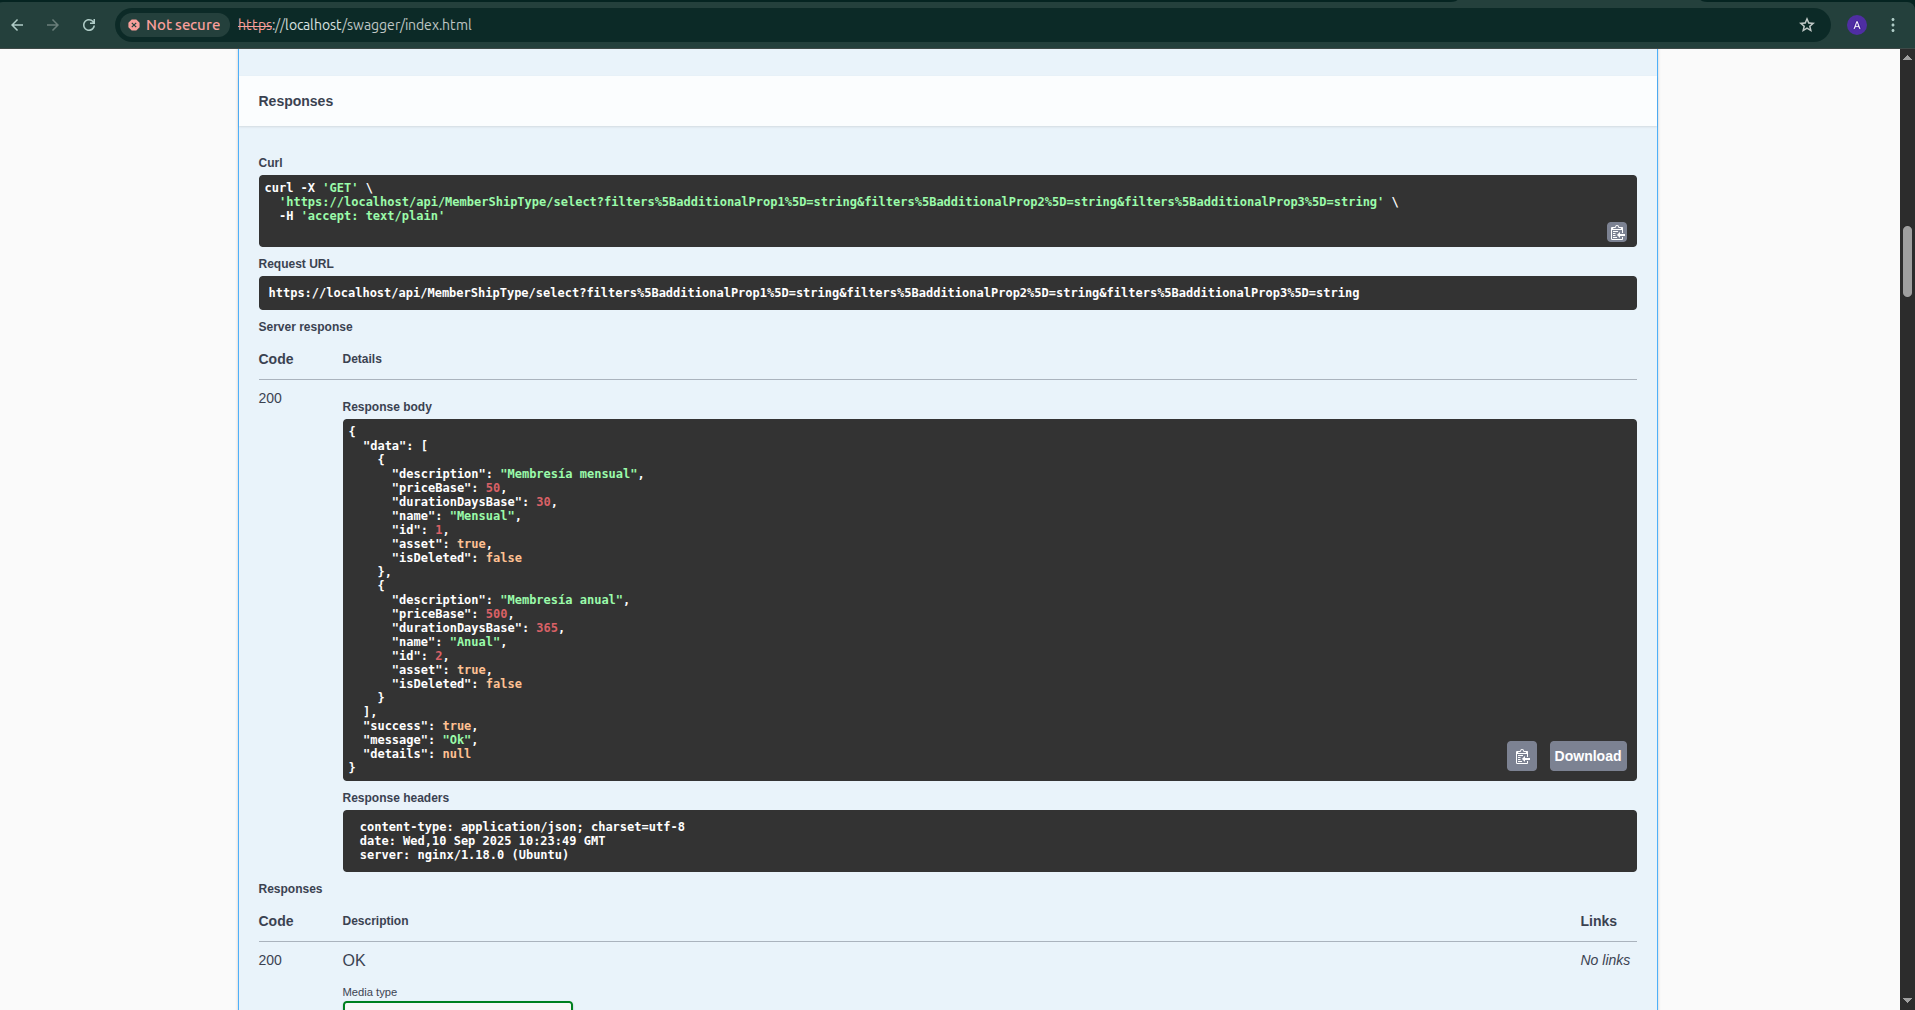 Not secure https://localhost/swagger/index.html A
Responses
Curl
curl -X 'GET' \
  'https://localhost/api/MemberShipType/select?filters%5BadditionalProp1%5D=string&filters%5BadditionalProp2%5D=string&filters%5BadditionalProp3%5D=string' \
  -H 'accept: text/plain'
Request URL
https://localhost/api/MemberShipType/select?filters%5BadditionalProp1%5D=string&filters%5BadditionalProp2%5D=string&filters%5BadditionalProp3%5D=string
Server response
Code Details
200
Response body
{
  "data": [
    {
      "description": "Membresía mensual",
      "priceBase": 50,
      "durationDaysBase": 30,
      "name": "Mensual",
      "id": 1,
      "asset": true,
      "isDeleted": false
    },
    {
      "description": "Membresía anual",
      "priceBase": 500,
      "durationDaysBase": 365,
      "name": "Anual",
      "id": 2,
      "asset": true,
      "isDeleted": false
    }
  ],
  "success": true,
  "message": "Ok",
  "details": null
}
Download
Response headers
content-type: application/json; charset=utf-8
date: Wed,10 Sep 2025 10:23:49 GMT
server: nginx/1.18.0 (Ubuntu)
Responses
Code Description Links
200 OK No links
Media type